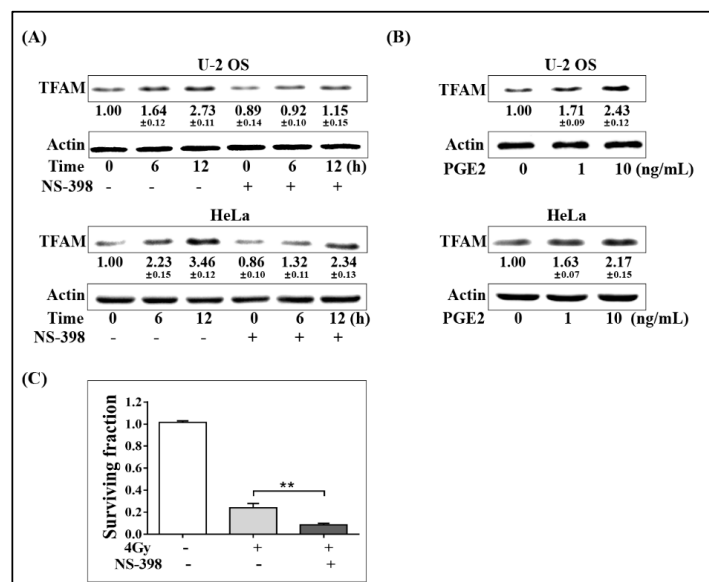 (A)
U-2 OS
TFAM
1.00 1.64 2.73 0.89 0.92 1.15
±0.12 ±0.11 ±0.14 ±0.10 ±0.15
Actin
Time 0 6 12 0 6 12 (h)
NS-398 - - - + + +
HeLa
TFAM
1.00 2.23 3.46 0.86 1.32 2.34
±0.15 ±0.12 ±0.10 ±0.11 ±0.13
Actin
Time 0 6 12 0 6 12 (h)
NS-398 - - - + + +
(B)
U-2 OS
TFAM
1.00 1.71 2.43
±0.09 ±0.12
Actin
PGE2 0 1 10 (ng/mL)
HeLa
TFAM
1.00 1.63 2.17
±0.07 ±0.15
Actin
PGE2 0 1 10 (ng/mL)
(C)
Surviving fraction
1.2
1.0
0.8
0.6
0.4
0.2
0.0
**
4Gy - + +
NS-398 - - +